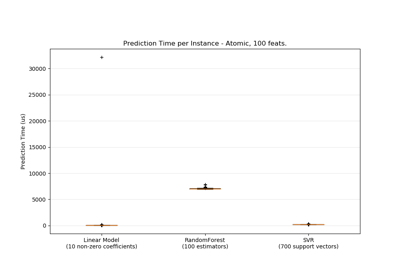 Prediction Time per Instance - Atomic, 100 feats.
30000
25000
20000
15000
10000
5000
0
Prediction Time (us)
Linear Model
(10 non-zero coefficients)
RandomForest
(100 estimators)
SVR
(700 support vectors)